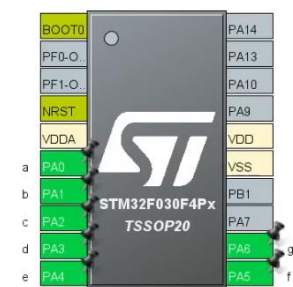 BOOT0 PA14
PF0-O.. PA13
PF1-O.. PA10
NRST PA9
VDDA VDD
a PA0 VSS
b PA1 STM32F030F4Px PB1
c PA2 TSSOP20 PA7
d PA3 PA6 g
e PA4 PA5 f